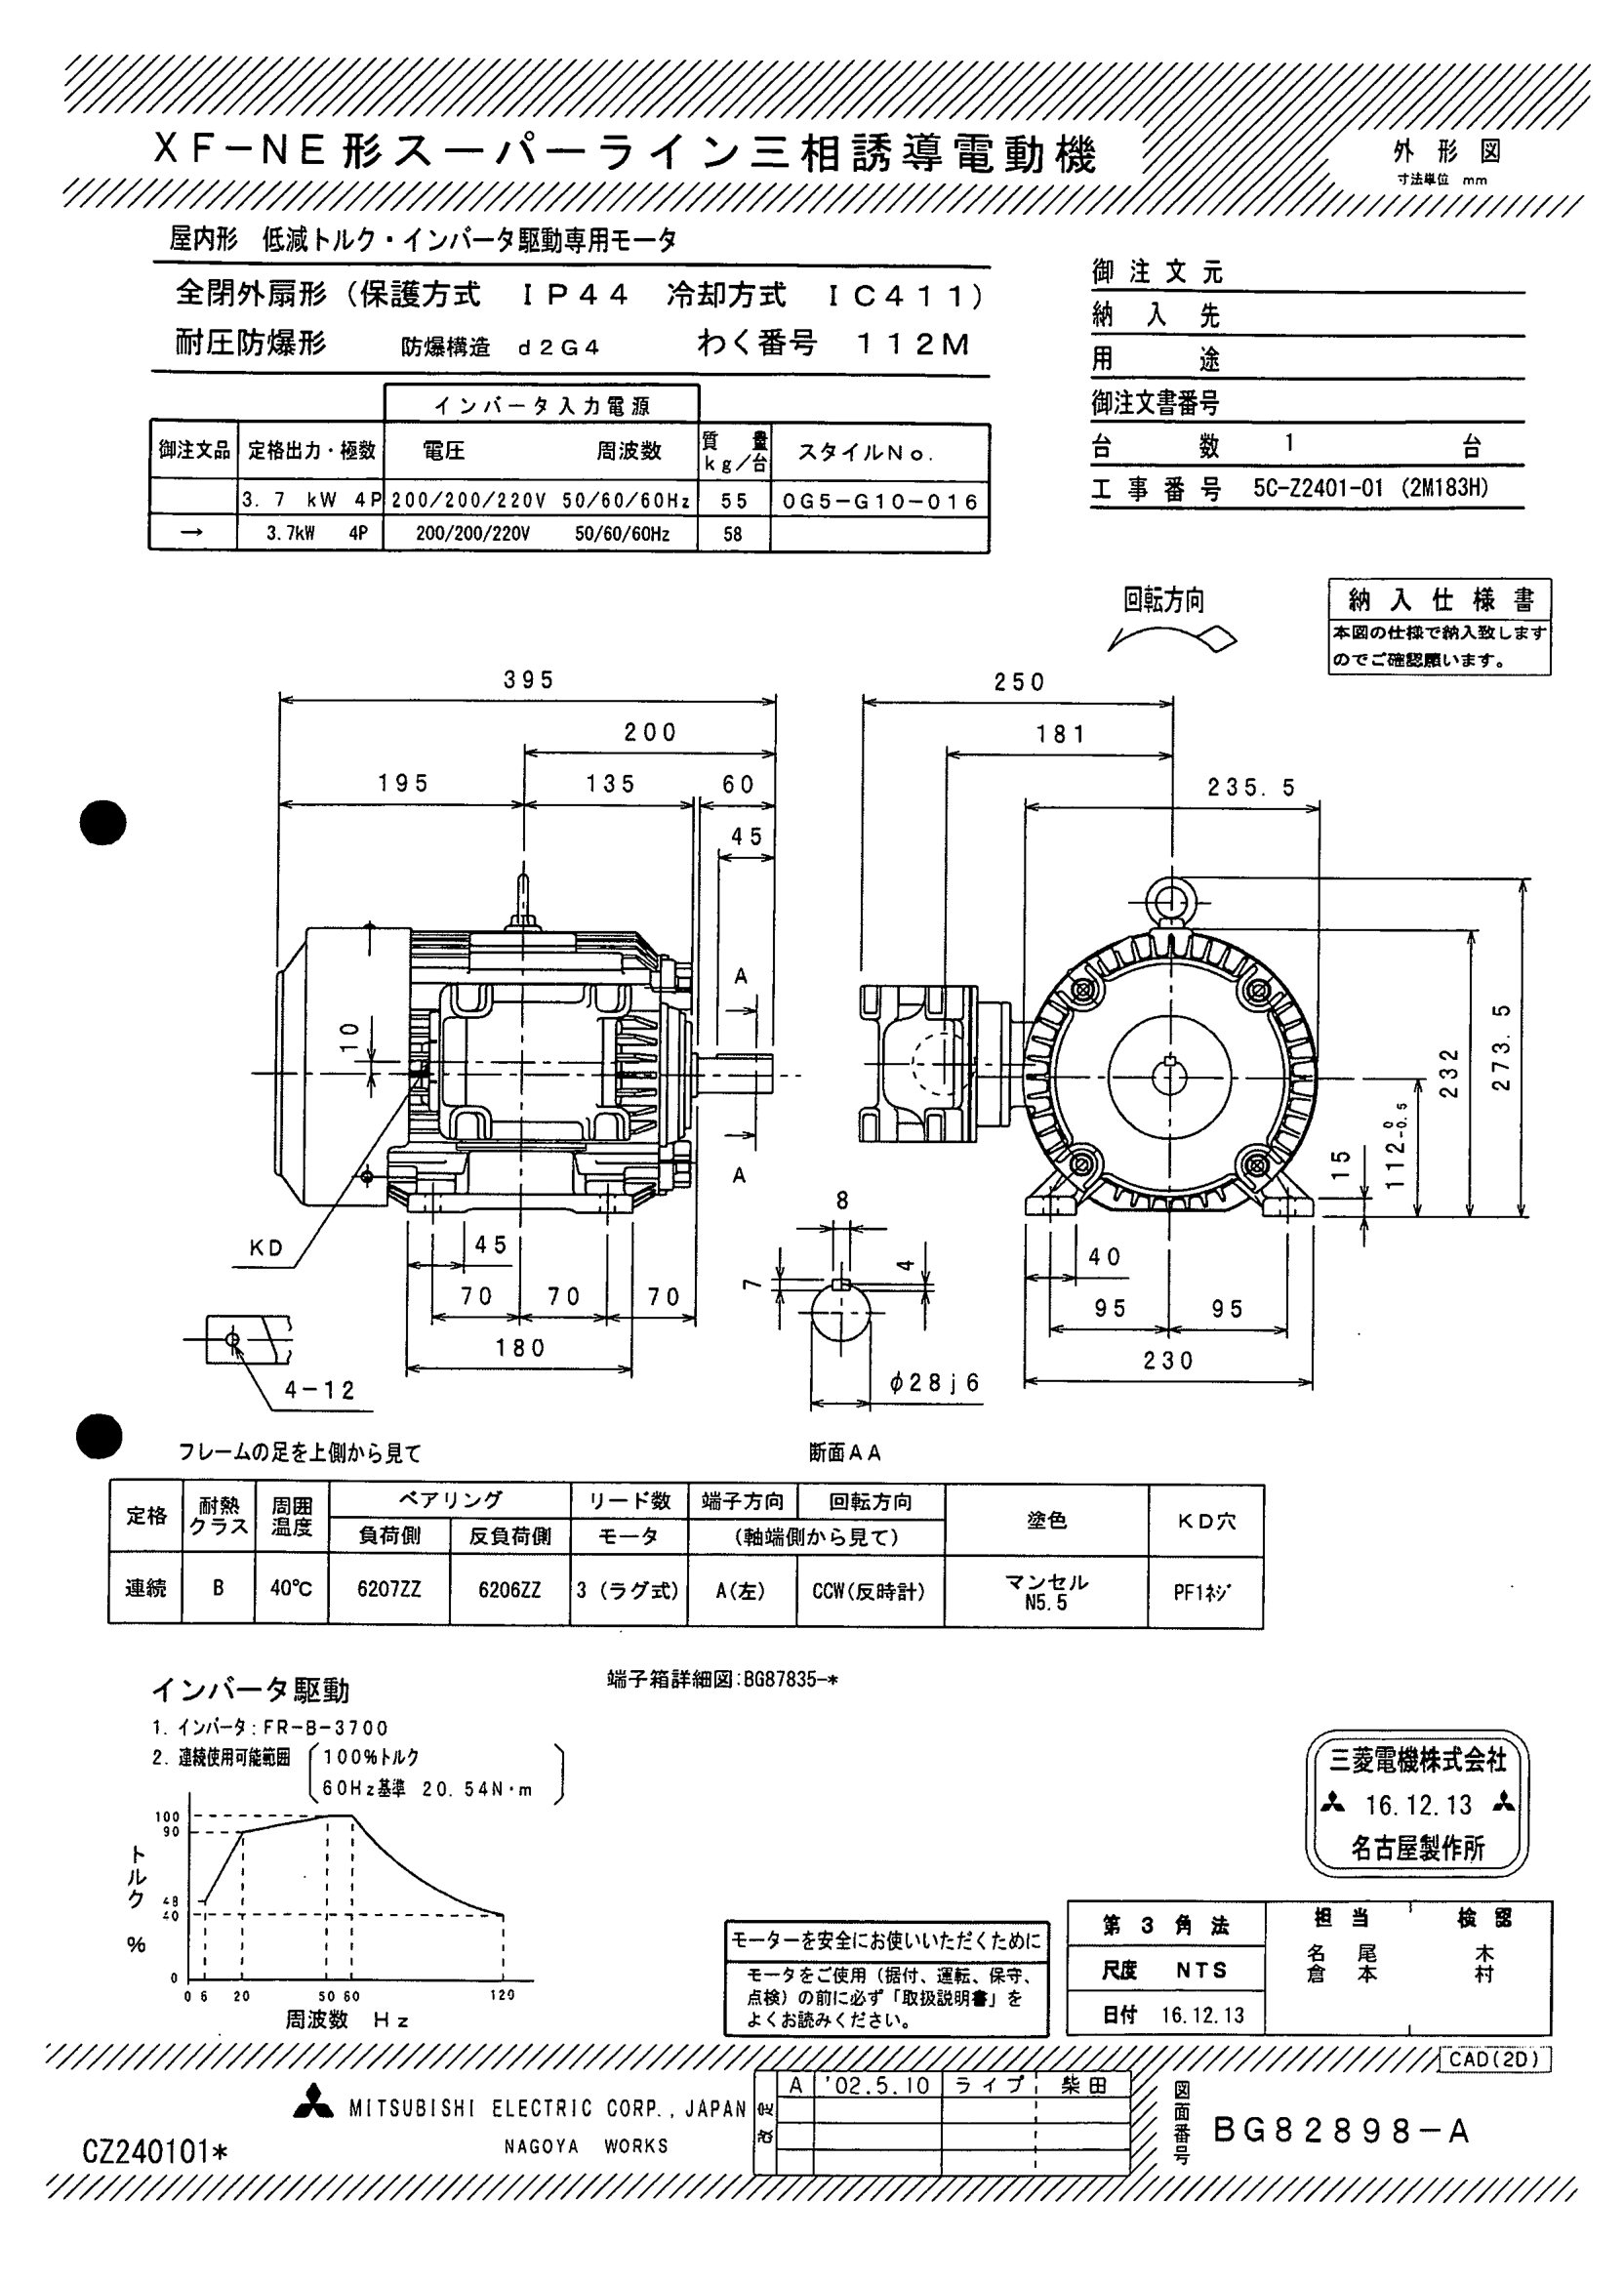 XF-NE形スーパーライン三相誘導電動機
外形図
寸法単位 mm
屋内形 低減トルク・インバータ駆動専用モータ
全閉外扇形(保護方式 IP44 冷却方式 IC411)
耐圧防爆形 防爆構造 d2G4 わく番号 112M
御注文元
納入先
用途
御注文書番号
台数 1 台
工事番号 5C-Z2401-01 (2M183H)
インバータ入力電源
御注文品 定格出力・極数 電圧 周波数 質量 kg/台 スタイルNo.
3.7 kW 4P 200/200/220V 50/60/60Hz 55 0G5-G10-016
→ 3.7kW 4P 200/200/220V 50/60/60Hz 58
回転方向
納入仕様書
本図の仕様で納入致します
のでご確認願います。
395
200
195 135 60
45
A
10
A
KD
45
70 70 70
180
4-12
フレームの足を上側から見て
250
181
235.5
273.5
232
112 0 -0.5
15
40
95 95
230
8
7
4
φ28j6
断面AA
定格 耐熱クラス 周囲温度 ベアリング リード数 端子方向 回転方向 塗色 KD穴
負荷側 反負荷側 モータ (軸端側から見て)
連続 B 40℃ 6207ZZ 6206ZZ 3 (ラグ式) A(左) CCW(反時計) マンセル N5.5 PF1ネジ
端子箱詳細図:BG87835-*
インバータ駆動
1. インバータ:FR-B-3700
2. 連続使用可能範囲 (100%トルク
60Hz基準 20.54N・m)
トルク %
100
90
48
40
0
0 6 20 50 60 120
周波数 Hz
三菱電機株式会社
16.12.13
名古屋製作所
モーターを安全にお使いいただくために
モータをご使用(据付、運転、保守、
点検)の前に必ず「取扱説明書」を
よくお読みください。
第3角法
尺度 NTS
日付 16.12.13
担当 検認
名倉 尾本 木村
CAD(2D)
MITSUBISHI ELECTRIC CORP., JAPAN
NAGOYA WORKS
CZ240101*
A '02.5.10 ライブ 柴田
図面番号 BG82898-A